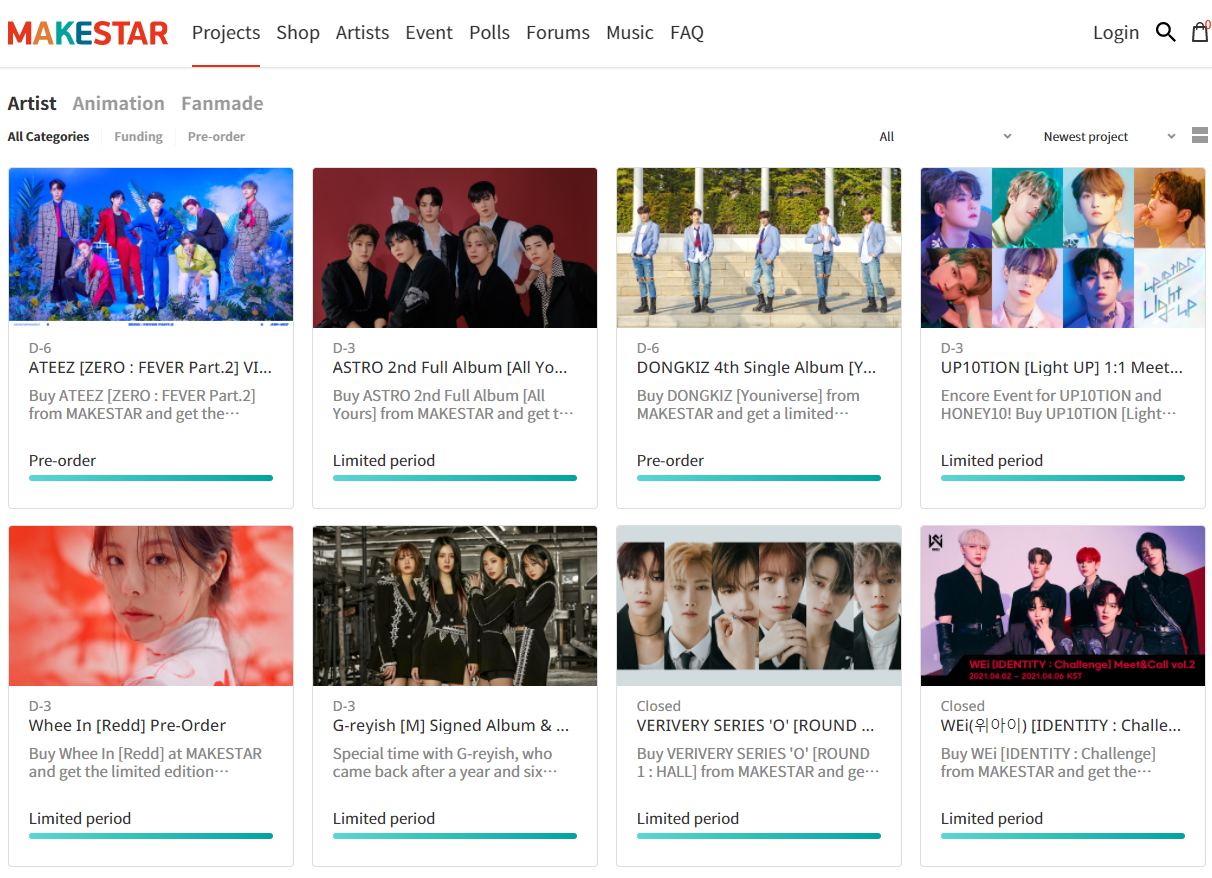 MAKESTAR Projects Shop Artists Event Polls Forums Music FAQ Login 0
Artist Animation Fanmade
All Categories Funding Pre-order All Newest project
UP10TION
Light
UP
D-6
ATEEZ [ZERO : FEVER Part.2] VI...
Buy ATEEZ [ZERO : FEVER Part.2]
from MAKESTAR and get the⋯
Pre-order
D-3
ASTRO 2nd Full Album [All Yo...
Buy ASTRO 2nd Full Album [All
Yours] from MAKESTAR and get t⋯
Limited period
D-6
DONGKIZ 4th Single Album [Y...
Buy DONGKIZ [Youniverse] from
MAKESTAR and get a limited⋯
Pre-order
D-3
UP10TION [Light UP] 1:1 Meet...
Encore Event for UP10TION and
HONEY10! Buy UP10TION [Light⋯
Limited period
D-3
Whee In [Redd] Pre-Order
Buy Whee In [Redd] at MAKESTAR
and get the limited edition⋯
Limited period
D-3
G-reyish [M] Signed Album & ...
Special time with G-reyish, who
came back after a year and six⋯
Limited period
Closed
VERIVERY SERIES 'O' [ROUND ...
Buy VERIVERY SERIES 'O' [ROUND
1 : HALL] from MAKESTAR and ge⋯
Limited period
WEi [IDENTITY : Challenge] Meet&Call vol.2
2021.04.02 ~ 2021.04.06 KST
Closed
WEi(위아이) [IDENTITY : Challe...
Buy WEi [IDENTITY : Challenge]
from MAKESTAR and get the⋯
Limited period